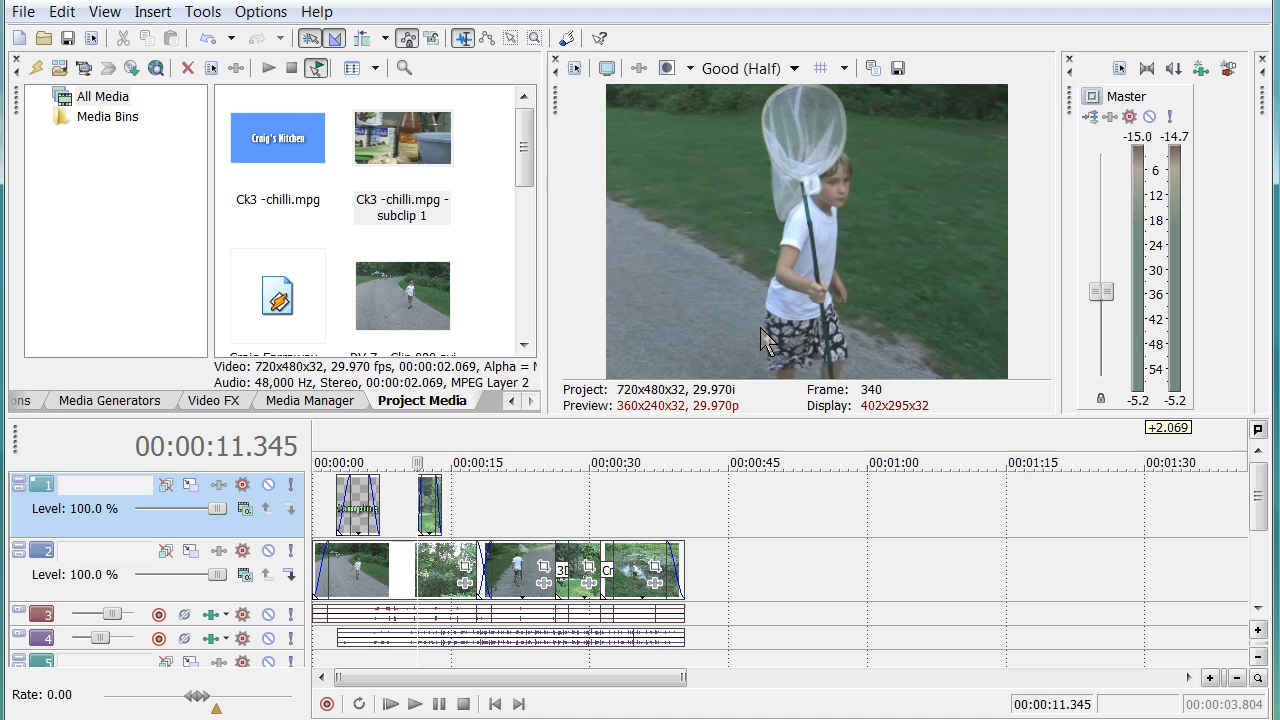 File Edit View Insert Tools Options Help
Good (Half)
All Media
Media Bins
Craig's Kitchen
Ck3 -chilli.mpg
Ck3 -chilli.mpg -
subclip 1
Video: 720x480x32, 29.970 fps, 00:00:02.069, Alpha =
Audio: 48,000 Hz, Stereo, 00:00:02.069, MPEG Layer 2
ons Media Generators Video FX Media Manager Project Media
Project: 720x480x32, 29.970i Frame: 340
Preview: 360x240x32, 29.970p Display: 402x295x32
Master
-15.0 -14.7
6
12
18
24
30
36
42
48
54
-5.2 -5.2
+2.069
00:00:11.345
00:00:00 00:00:15 00:00:30 00:00:45 00:01:00 00:01:15 00:01:30
1
Level: 100.0 %
2
Level: 100.0 %
3
4
5
Rate: 0.00
00:00:11.345 00:00:03.804